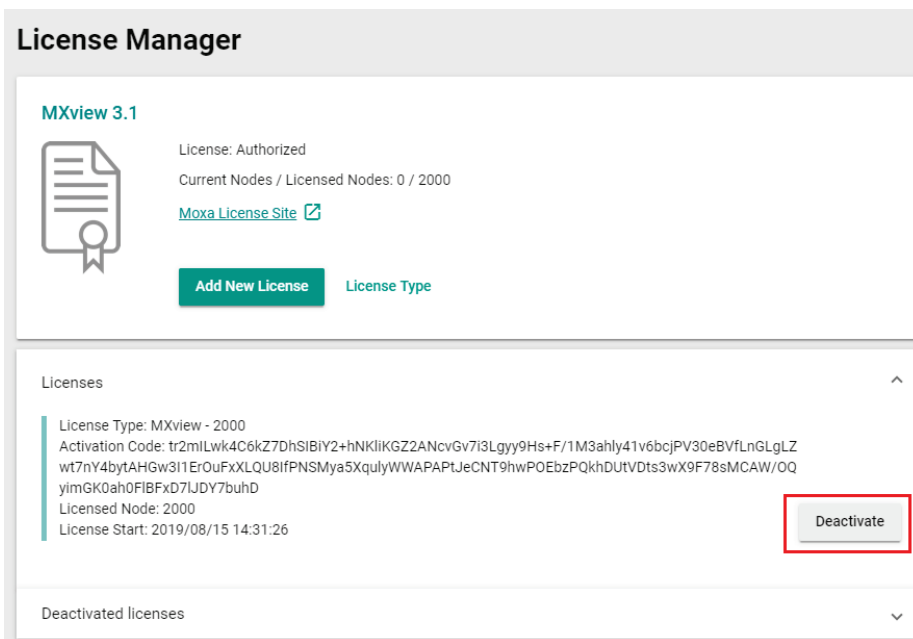 License Manager
MXview 3.1
License: Authorized
Current Nodes / Licensed Nodes: 0 / 2000
Moxa License Site
Add New License
License Type
Licenses
License Type: MXview - 2000
Activation Code: tr2mILwk4C6kZ7DhSIBiY2+hNKliKGZ2ANcvGv7i3Lgyy9Hs+F/1M3ahly41v6bcjPV30eBVfLnGLgLZ
wt7nY4bytAHGw3I1ErOuFxXLQU8IfPNSMya5XqulyWWAPAPtJeCNT9hwPOEbzPQkhDUtVDts3wX9F78sMCAW/OQ
yimGK0ah0FlBFxD7lJDY7buhD
Licensed Node: 2000
License Start: 2019/08/15 14:31:26
Deactivate
Deactivated licenses